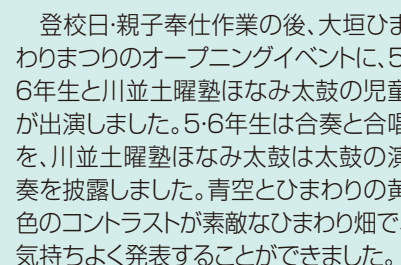 登校日・親子奉仕作業の後、大垣ひま
わりまつりのオープニングイベントに、5・
6年生と川並土曜塾ほなみ太鼓の児童
が出演しました。5・6年生は合奏と合唱
を、川並土曜塾ほなみ太鼓は太鼓の演
奏を披露しました。青空とひまわりの黄
色のコントラストが素敵なひまわり畑で、
気持ちよく発表することができました。